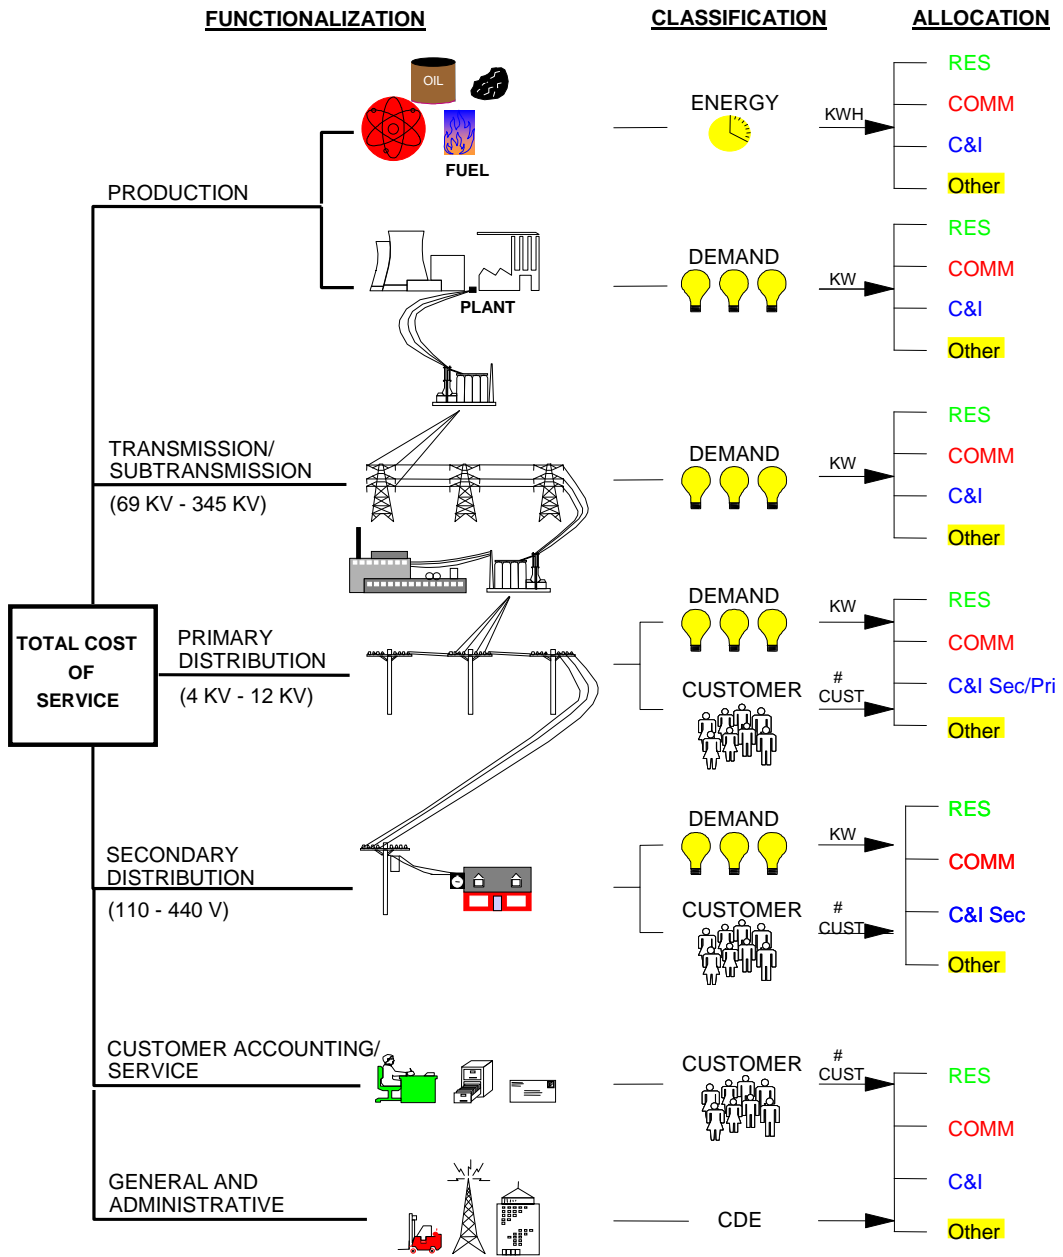 FUNCTIONALIZATION
CLASSIFICATION
ALLOCATION
OIL
FUEL
PRODUCTION
ENERGY
KWH
RES
COMM
C&I
Other
PLANT
DEMAND
KW
RES
COMM
C&I
Other
TRANSMISSION/
SUBTRANSMISSION
(69 KV - 345 KV)
DEMAND
KW
RES
COMM
C&I
Other
TOTAL COST
OF
SERVICE
PRIMARY
DISTRIBUTION
(4 KV - 12 KV)
DEMAND
KW
CUSTOMER
#
CUST
RES
COMM
C&I Sec/Pri
Other
SECONDARY
DISTRIBUTION
(110 - 440 V)
DEMAND
KW
CUSTOMER
#
CUST
RES
COMM
C&I Sec
Other
CUSTOMER ACCOUNTING/
SERVICE
CUSTOMER
#
CUST
GENERAL AND
ADMINISTRATIVE
CDE
RES
COMM
C&I
Other